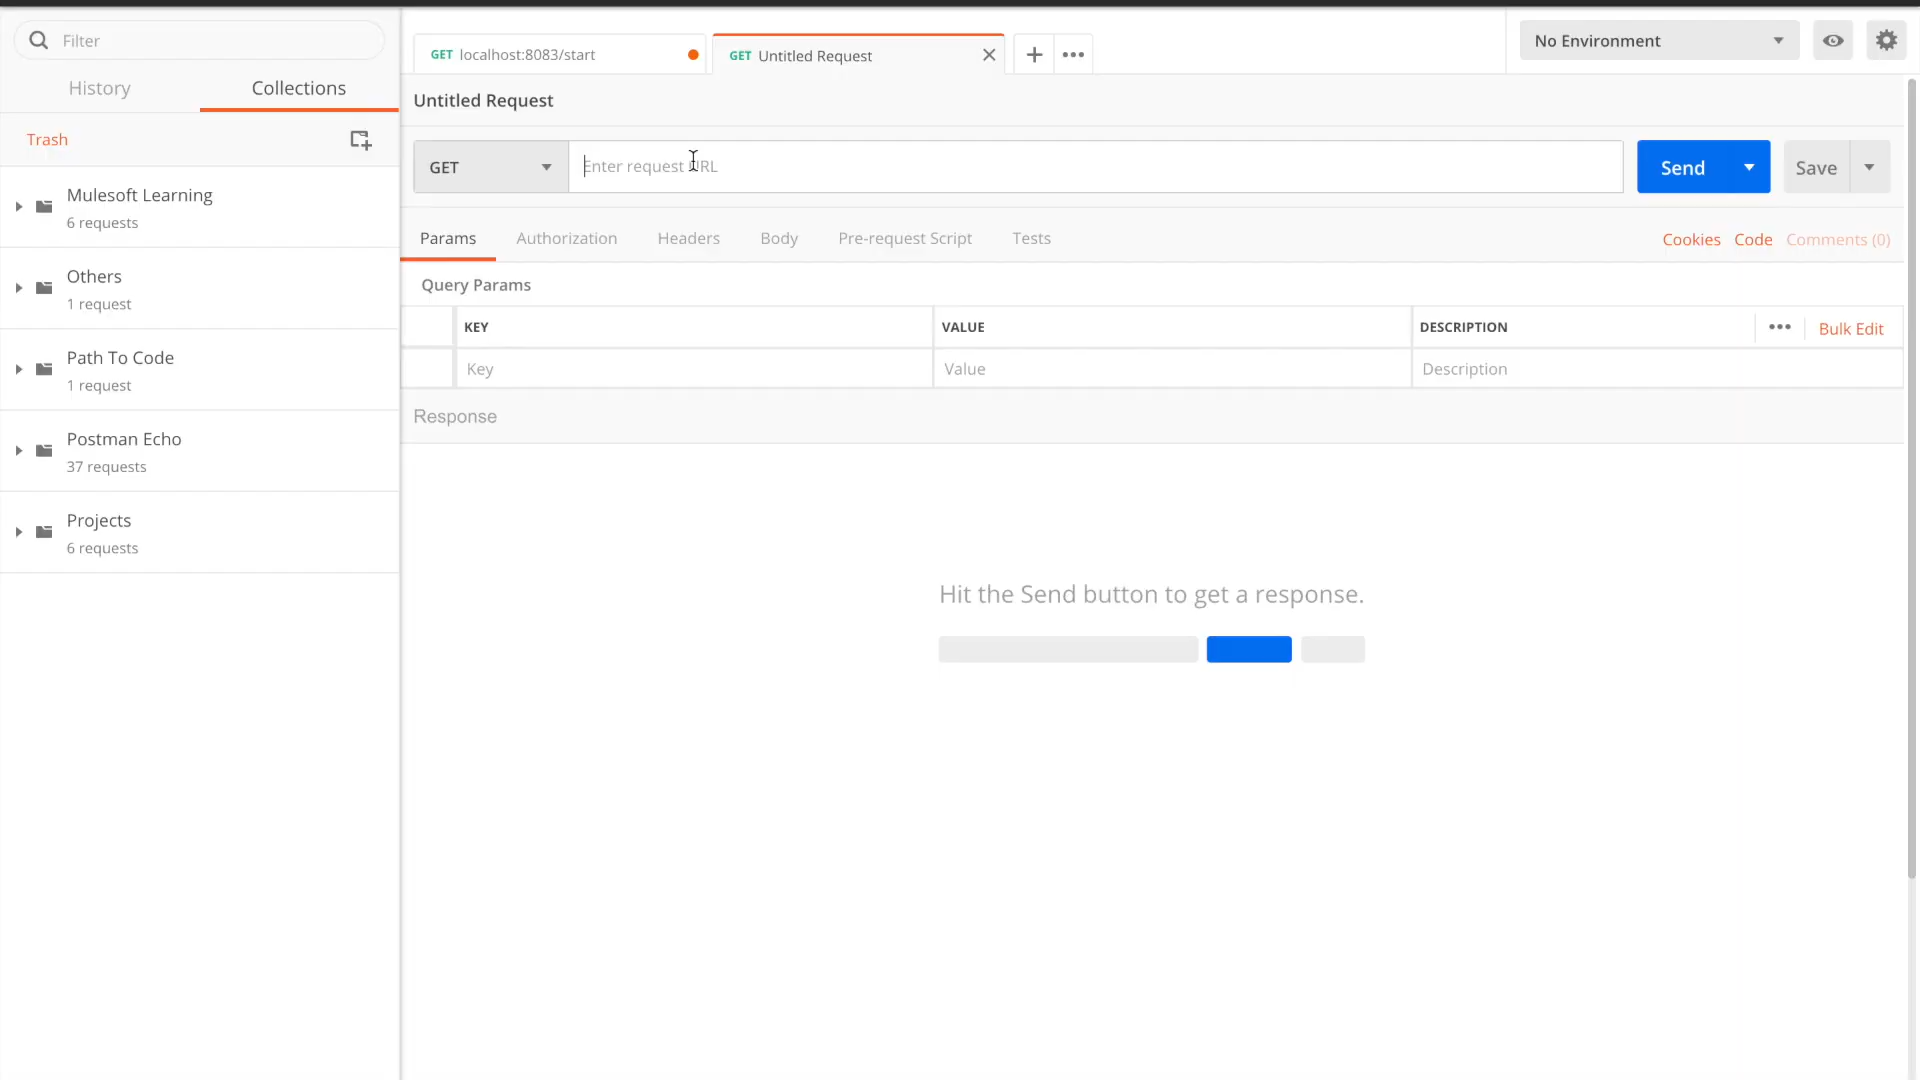 Filter
History
Collections
Trash
Mulesoft Learning
6 requests
Others
1 request
Path To Code
1 request
Postman Echo
37 requests
Projects
6 requests
GET localhost:8083/start
GET Untitled Request
No Environment
Untitled Request
GET
Enter request URL
Send
Save
Params
Authorization
Headers
Body
Pre-request Script
Tests
Cookies
Code
Comments (0)
Query Params
KEY
VALUE
DESCRIPTION
Bulk Edit
Key
Value
Description
Response
Hit the Send button to get a response.